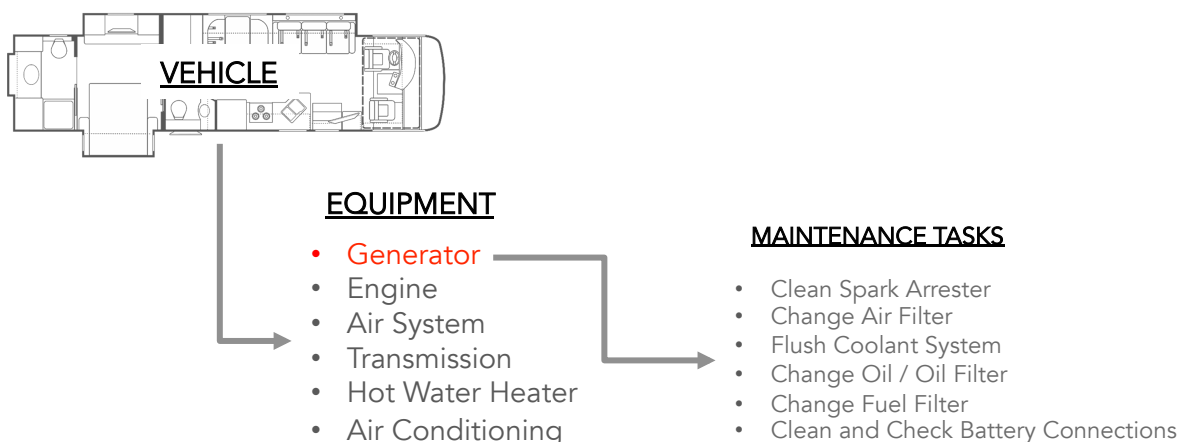 VEHICLE
EQUIPMENT
• Generator
• Engine
• Air System
• Transmission
• Hot Water Heater
• Air Conditioning
MAINTENANCE TASKS
• Clean Spark Arrester
• Change Air Filter
• Flush Coolant System
• Change Oil / Oil Filter
• Change Fuel Filter
• Clean and Check Battery Connections